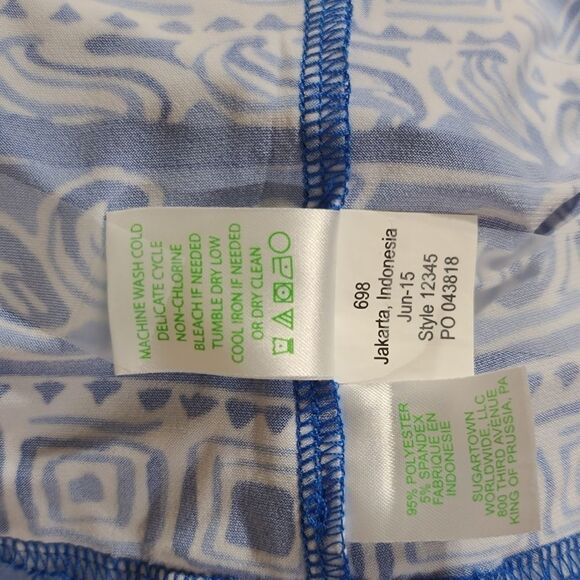 MACHINE WASH COLD
DELICATE CYCLE
NON-CHLORINE
BLEACH IF NEEDED
TUMBLE DRY LOW
COOL IRON IF NEEDED
OR DRY CLEAN
698
Jakarta, Indonesia
Jun-15
Style 12345
PO 043818
95% POLYESTER
5% SPANDEX
FABRIQUE EN
INDONESIE
SUGARTOWN
WORLDWIDE, LLC
800 THIRD AVENUE
KING OF PRUSSIA, PA